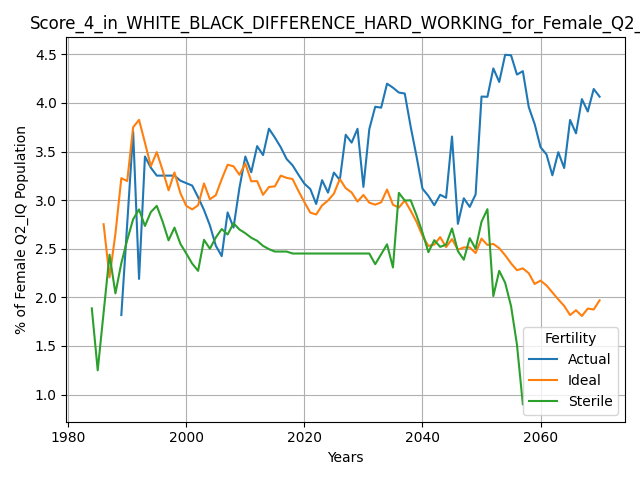 Score_4_in_WHITE_BLACK_DIFFERENCE_HARD_WORKING_for_Female_Q2_
% of Female Q2_IQ Population
4.5
4.0
3.5
3.0
2.5
2.0
1.5
1.0
1980
2000
2020
2040
2060
Years
Fertility
Actual
Ideal
Sterile